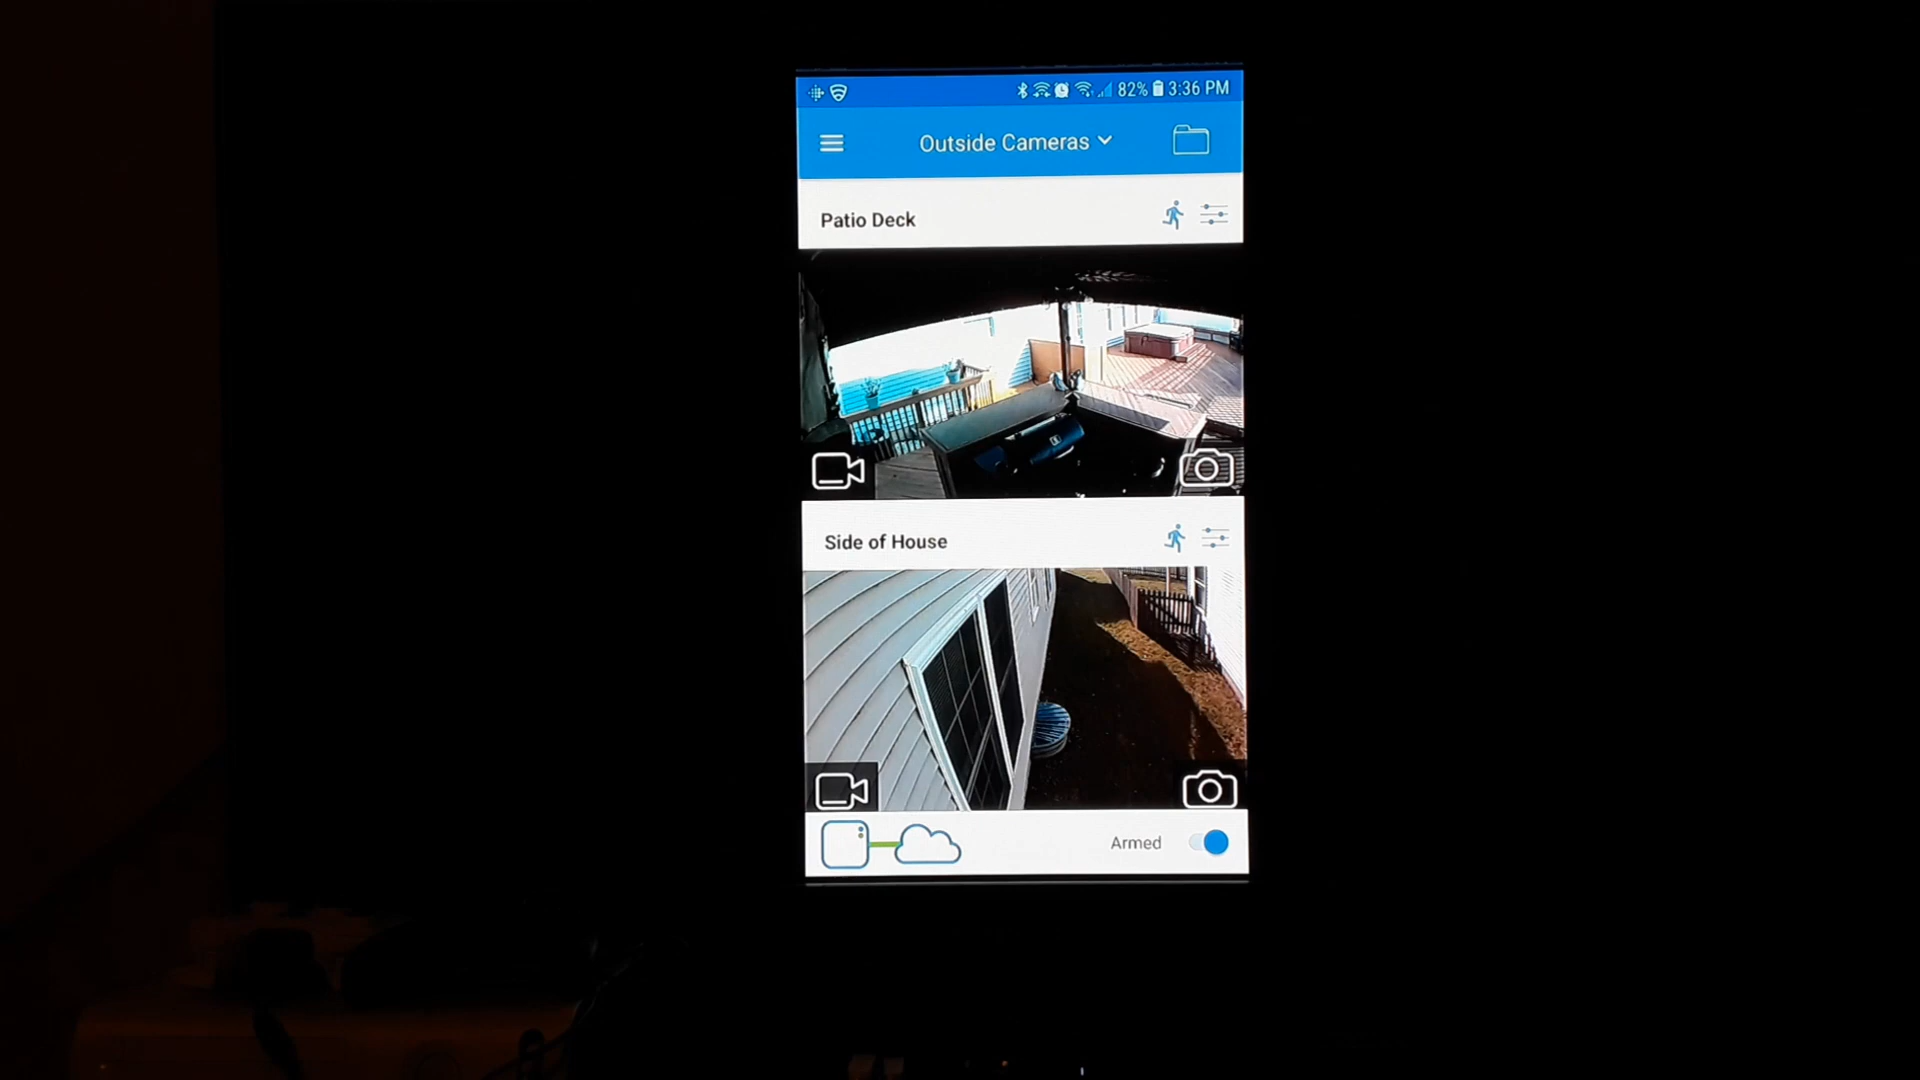 82% 3:36 PM
Outside Cameras
Patio Deck
Side of House
Armed